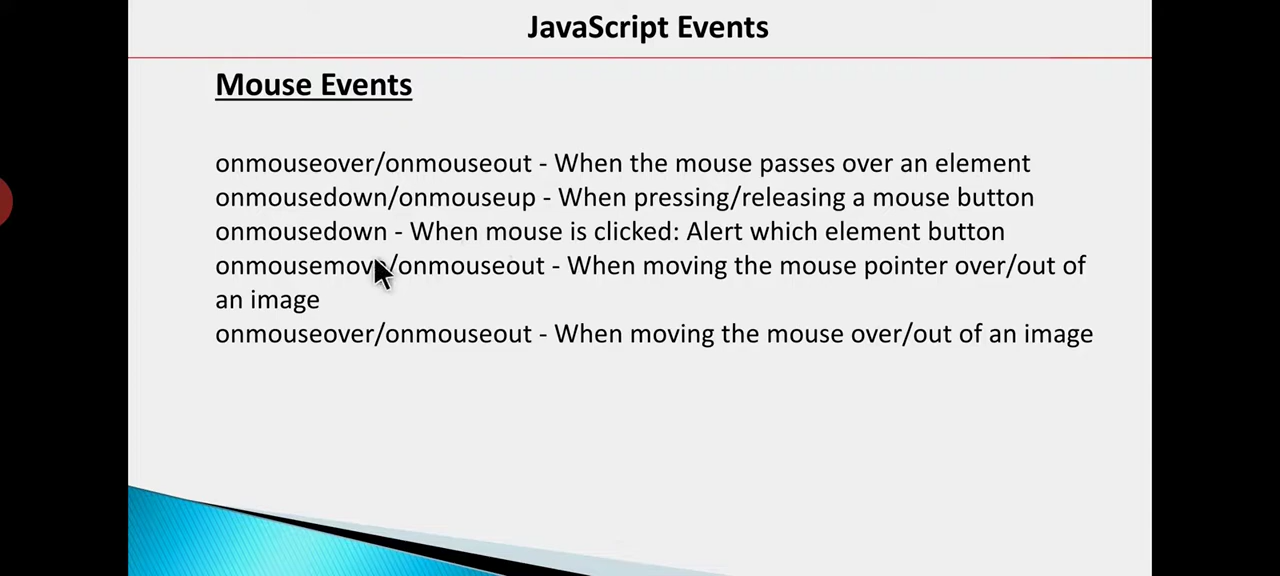 JavaScript Events
Mouse Events
onmouseover/onmouseout - When the mouse passes over an element
onmousedown/onmouseup - When pressing/releasing a mouse button
onmousedown - When mouse is clicked: Alert which element button
onmousemove/onmouseout - When moving the mouse pointer over/out of
an image
onmouseover/onmouseout - When moving the mouse over/out of an image